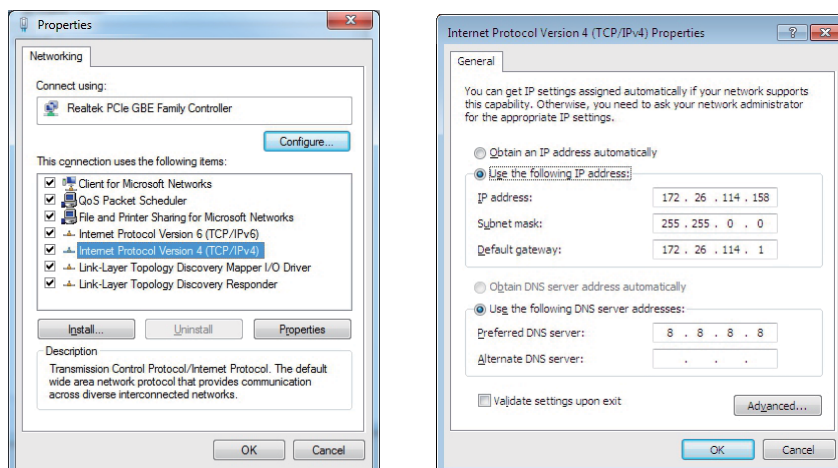 Properties
Networking
Connect using:
Realtek PCIe GBE Family Controller
Configure...
This connection uses the following items:
Client for Microsoft Networks
QoS Packet Scheduler
File and Printer Sharing for Microsoft Networks
Internet Protocol Version 6 (TCP/IPv6)
Internet Protocol Version 4 (TCP/IPv4)
Link-Layer Topology Discovery Mapper I/O Driver
Link-Layer Topology Discovery Responder
Install... Uninstall Properties
Description
Transmission Control Protocol/Internet Protocol. The default
wide area network protocol that provides communication
across diverse interconnected networks.
OK Cancel
Internet Protocol Version 4 (TCP/IPv4) Properties
General
You can get IP settings assigned automatically if your network supports
this capability. Otherwise, you need to ask your network administrator
for the appropriate IP settings.
Obtain an IP address automatically
Use the following IP address:
IP address: 172 . 26 . 114 . 158
Subnet mask: 255 . 255 . 0 . 0
Default gateway: 172 . 26 . 114 . 1
Obtain DNS server address automatically
Use the following DNS server addresses:
Preferred DNS server: 8 . 8 . 8 . 8
Alternate DNS server: . . .
Validate settings upon exit
Advanced...
OK Cancel